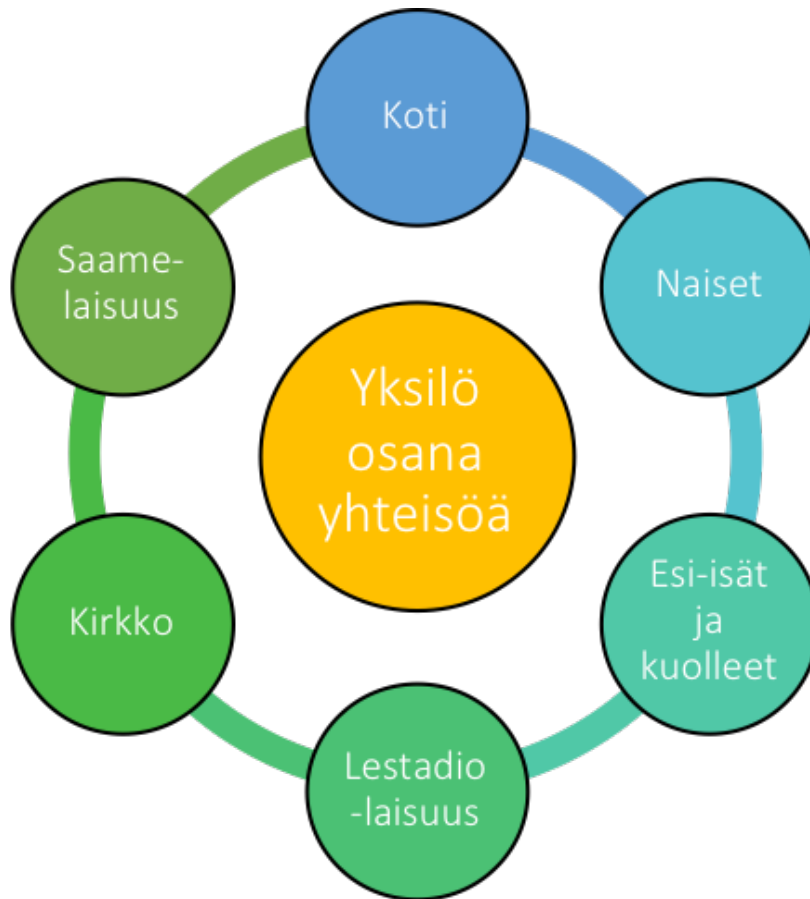 Koti
Naiset
Esi-isät
ja
kuolleet
Lestadio
-laisuus
Kirkko
Saame-
laisuus
Yksilö
osana
yhteisöä